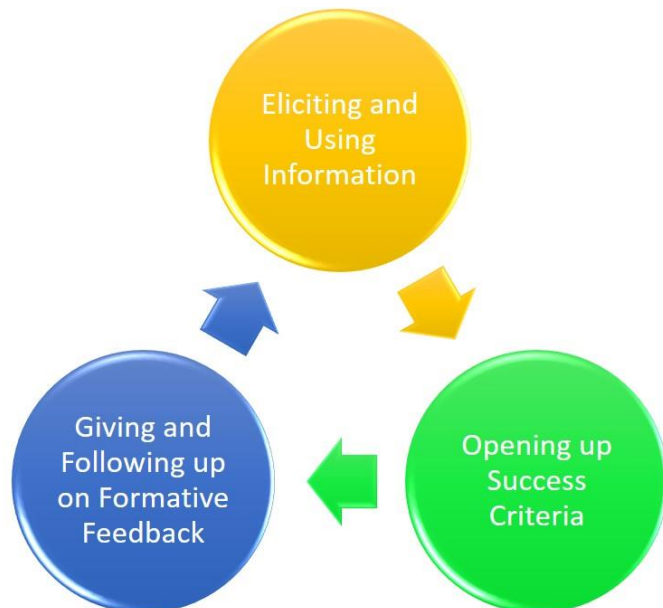 Eliciting and
Using
Information
Opening up
Success
Criteria
Giving and
Following up
on Formative
Feedback